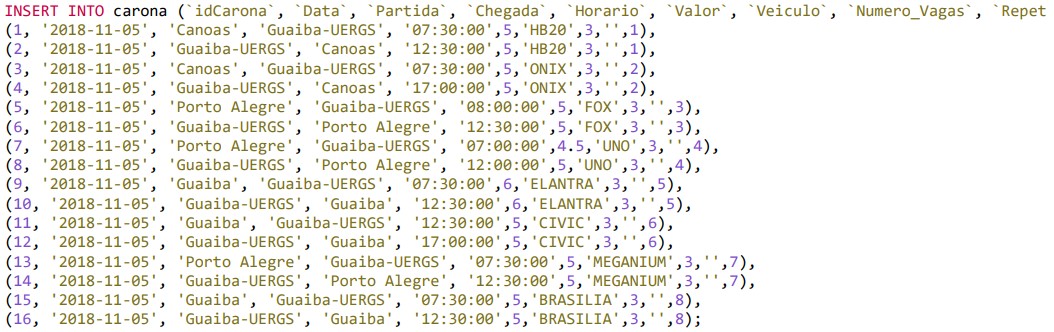 INSERT INTO carona (`idCarona`, `Data`, `Partida`, `Chegada`, `Horario`, `Valor`, `Veiculo`, `Numero_Vagas`, `Repet
(1, '2018-11-05', 'Canoas', 'Guaiba-UERGS', '07:30:00',5,'HB20',3,'',1),
(2, '2018-11-05', 'Guaiba-UERGS', 'Canoas', '12:30:00',5,'HB20',3,'',1),
(3, '2018-11-05', 'Canoas', 'Guaiba-UERGS', '07:30:00',5,'ONIX',3,'',2),
(4, '2018-11-05', 'Guaiba-UERGS', 'Canoas', '17:00:00',5,'ONIX',3,'',2),
(5, '2018-11-05', 'Porto Alegre', 'Guaiba-UERGS', '08:00:00',5,'FOX',3,'',3),
(6, '2018-11-05', 'Guaiba-UERGS', 'Porto Alegre', '12:30:00',5,'FOX',3,'',3),
(7, '2018-11-05', 'Porto Alegre', 'Guaiba-UERGS', '07:00:00',4.5,'UNO',3,'',4),
(8, '2018-11-05', 'Guaiba-UERGS', 'Porto Alegre', '12:00:00',5,'UNO',3,'',4),
(9, '2018-11-05', 'Guaiba', 'Guaiba-UERGS', '07:30:00',6,'ELANTRA',3,'',5),
(10, '2018-11-05', 'Guaiba-UERGS', 'Guaiba', '12:30:00',6,'ELANTRA',3,'',5),
(11, '2018-11-05', 'Guaiba', 'Guaiba-UERGS', '12:30:00',5,'CIVIC',3,'',6),
(12, '2018-11-05', 'Guaiba-UERGS', 'Guaiba', '17:00:00',5,'CIVIC',3,'',6),
(13, '2018-11-05', 'Porto Alegre', 'Guaiba-UERGS', '07:30:00',5,'MEGANIUM',3,'',7),
(14, '2018-11-05', 'Guaiba-UERGS', 'Porto Alegre', '12:30:00',5,'MEGANIUM',3,'',7),
(15, '2018-11-05', 'Guaiba', 'Guaiba-UERGS', '07:30:00',5,'BRASILIA',3,'',8),
(16, '2018-11-05', 'Guaiba-UERGS', 'Guaiba', '12:30:00',5,'BRASILIA',3,'',8);